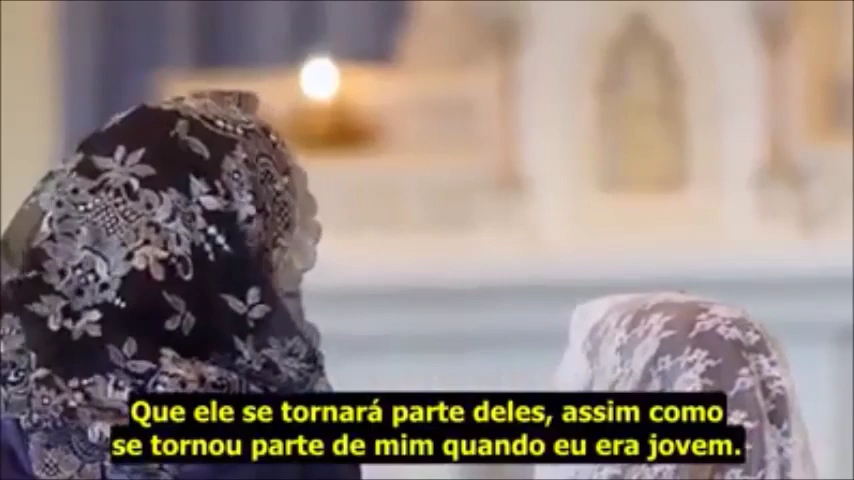 Que ele se tornará parte deles, assim como
se tornou parte de mim quando eu era jovem.